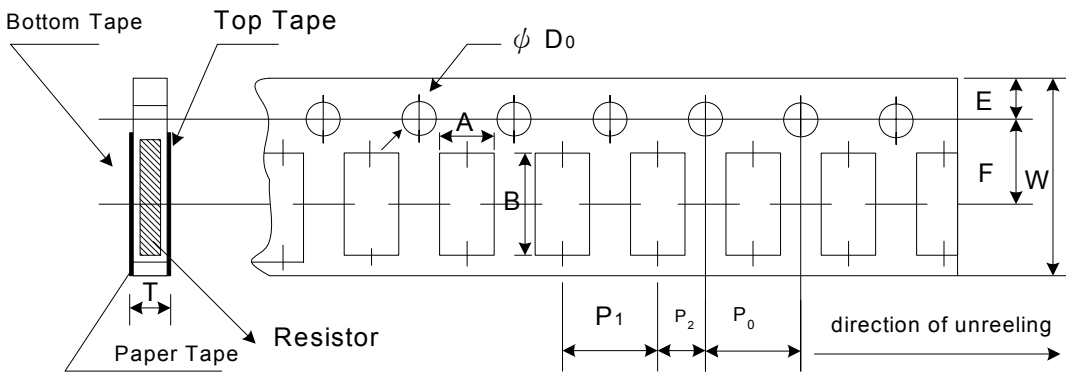 Bottom Tape
Top Tape
ϕ D0
E
A
F
W
B
T
P1
P2
P0
Resistor
direction of unreeling
Paper Tape